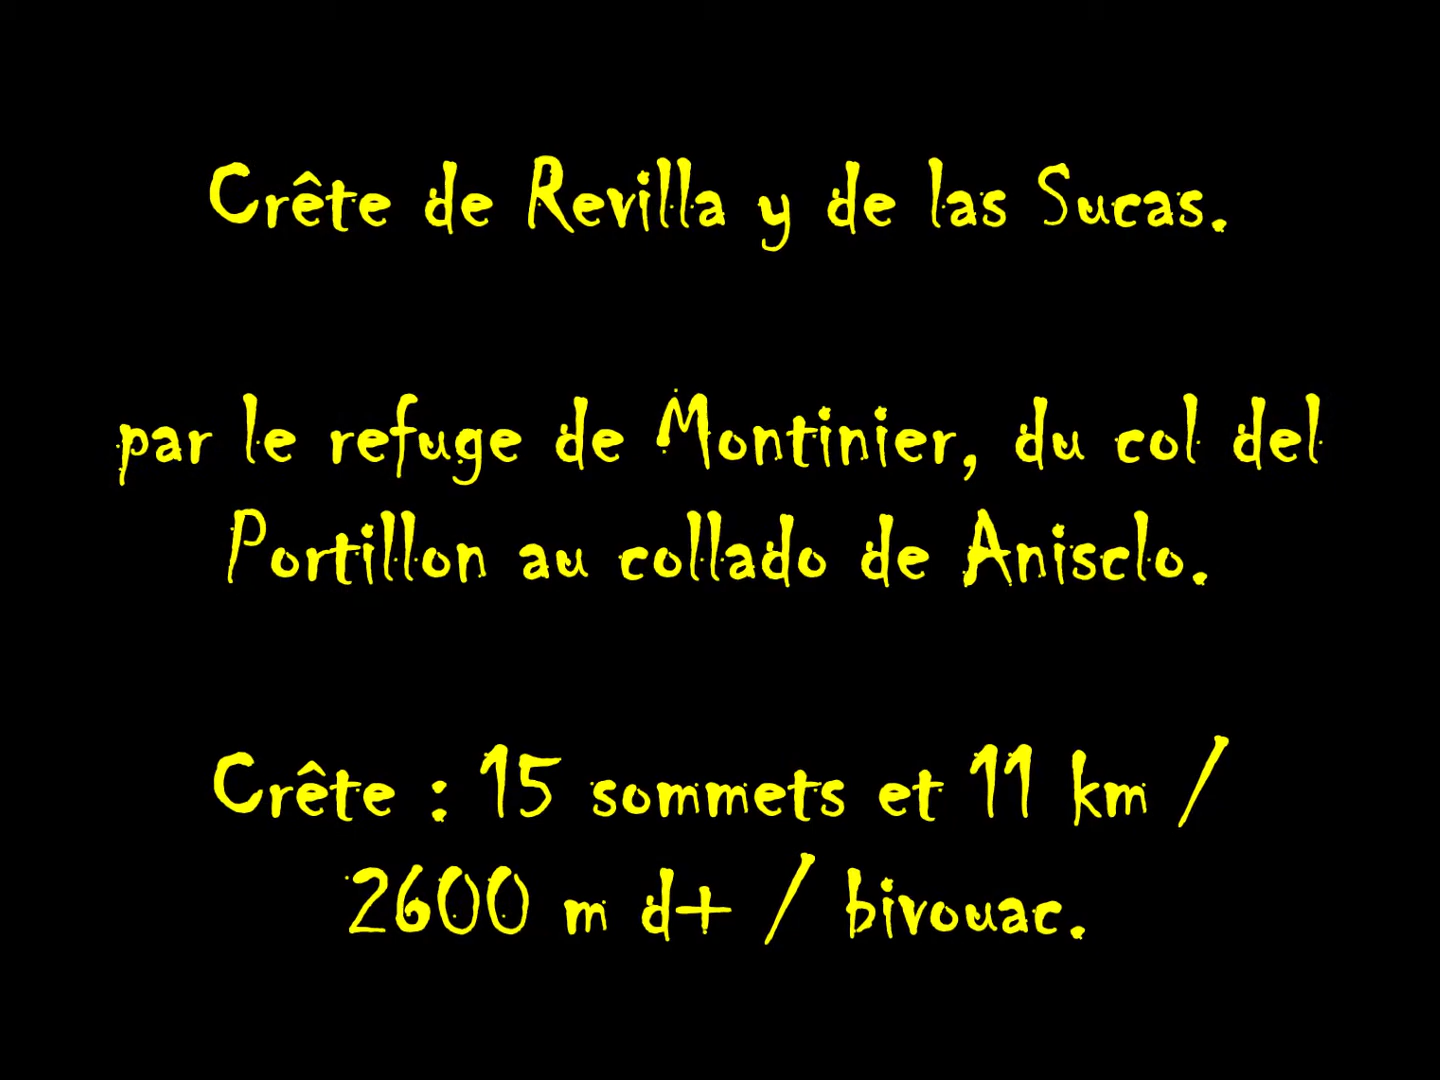 Crête de Revilla y de las Sucas.
par le refuge de Montinier, du col del
Portillon au collado de Anisclo.
Crête : 15 sommets et 11 km /
2600 m d+ / bivouac.